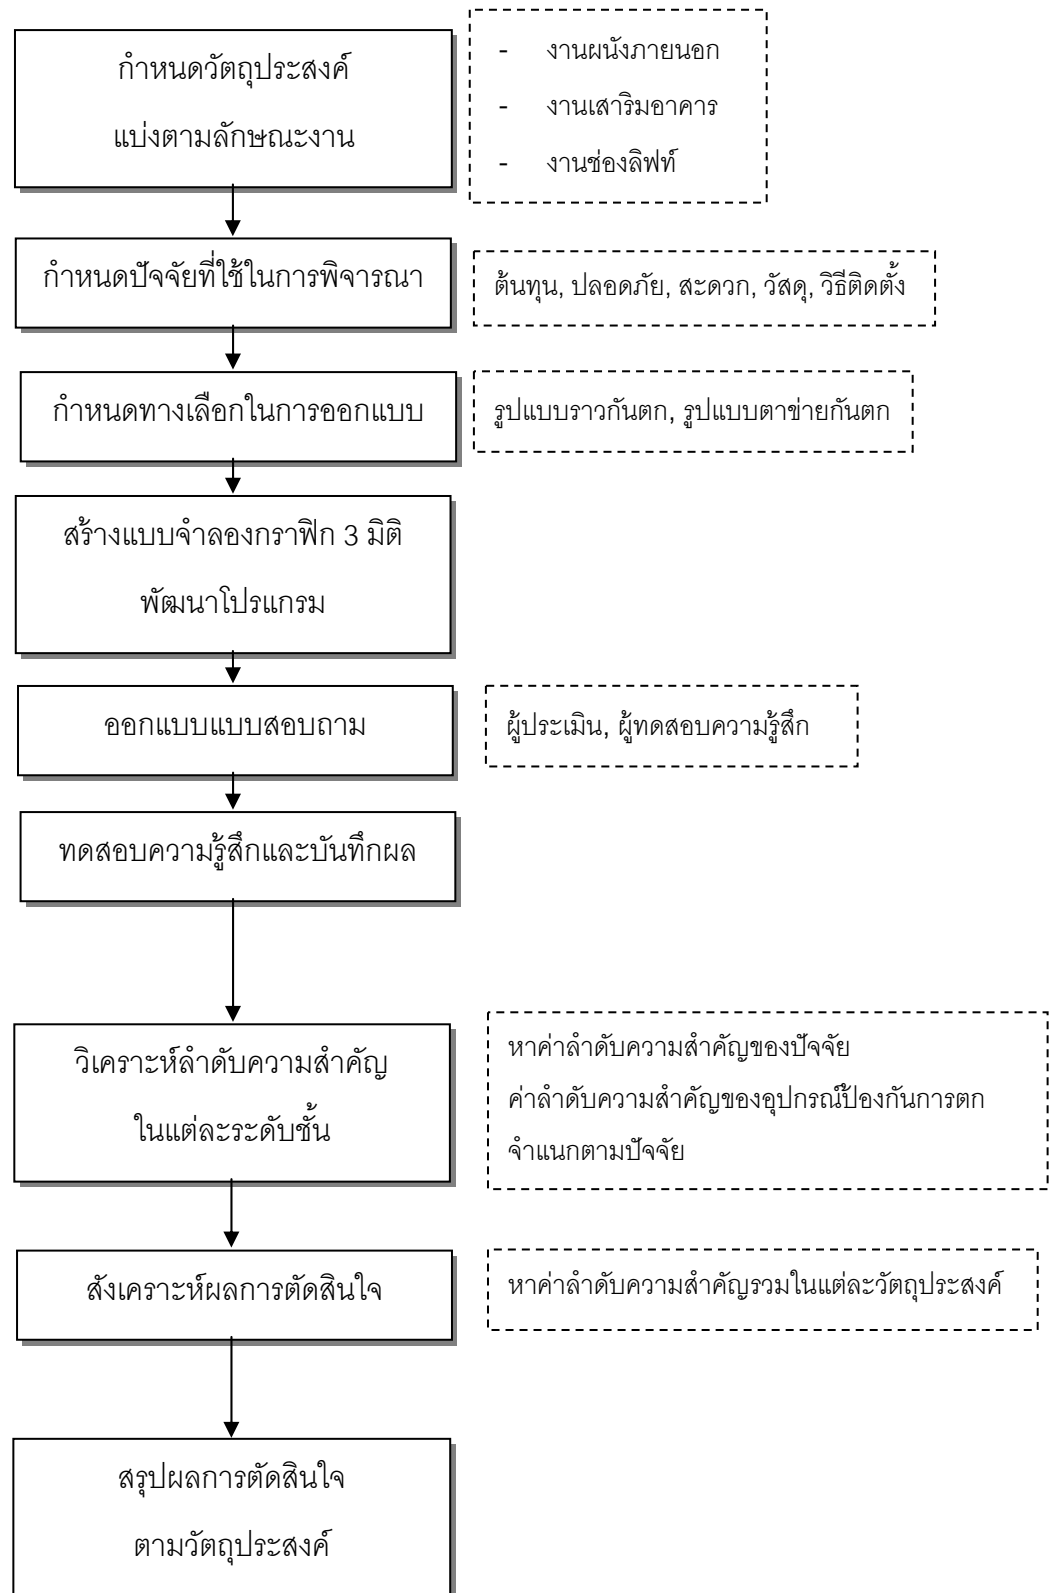 กำหนดวัตถุประสงค์
แบ่งตามลักษณะงาน
- งานผนังภายนอก
- งานเสาริมอาคาร
- งานช่องลิฟท์
กำหนดปัจจัยที่ใช้ในการพิจารณา
ต้นทุน, ปลอดภัย, สะดวก, วัสดุ, วิธีติดตั้ง
กำหนดทางเลือกในการออกแบบ
รูปแบบราวกันตก, รูปแบบตาข่ายกันตก
สร้างแบบจำลองกราฟิก 3 มิติ
พัฒนาโปรแกรม
ออกแบบแบบสอบถาม
ผู้ประเมิน, ผู้ทดสอบความรู้สึก
ทดสอบความรู้สึกและบันทึกผล
วิเคราะห์ลำดับความสำคัญ
ในแต่ละระดับชั้น
หาค่าลำดับความสำคัญของปัจจัย
ค่าลำดับความสำคัญของอุปกรณ์ป้องกันการตก
จำแนกตามปัจจัย
สังเคราะห์ผลการตัดสินใจ
หาค่าลำดับความสำคัญรวมในแต่ละวัตถุประสงค์
สรุปผลการตัดสินใจ
ตามวัตถุประสงค์